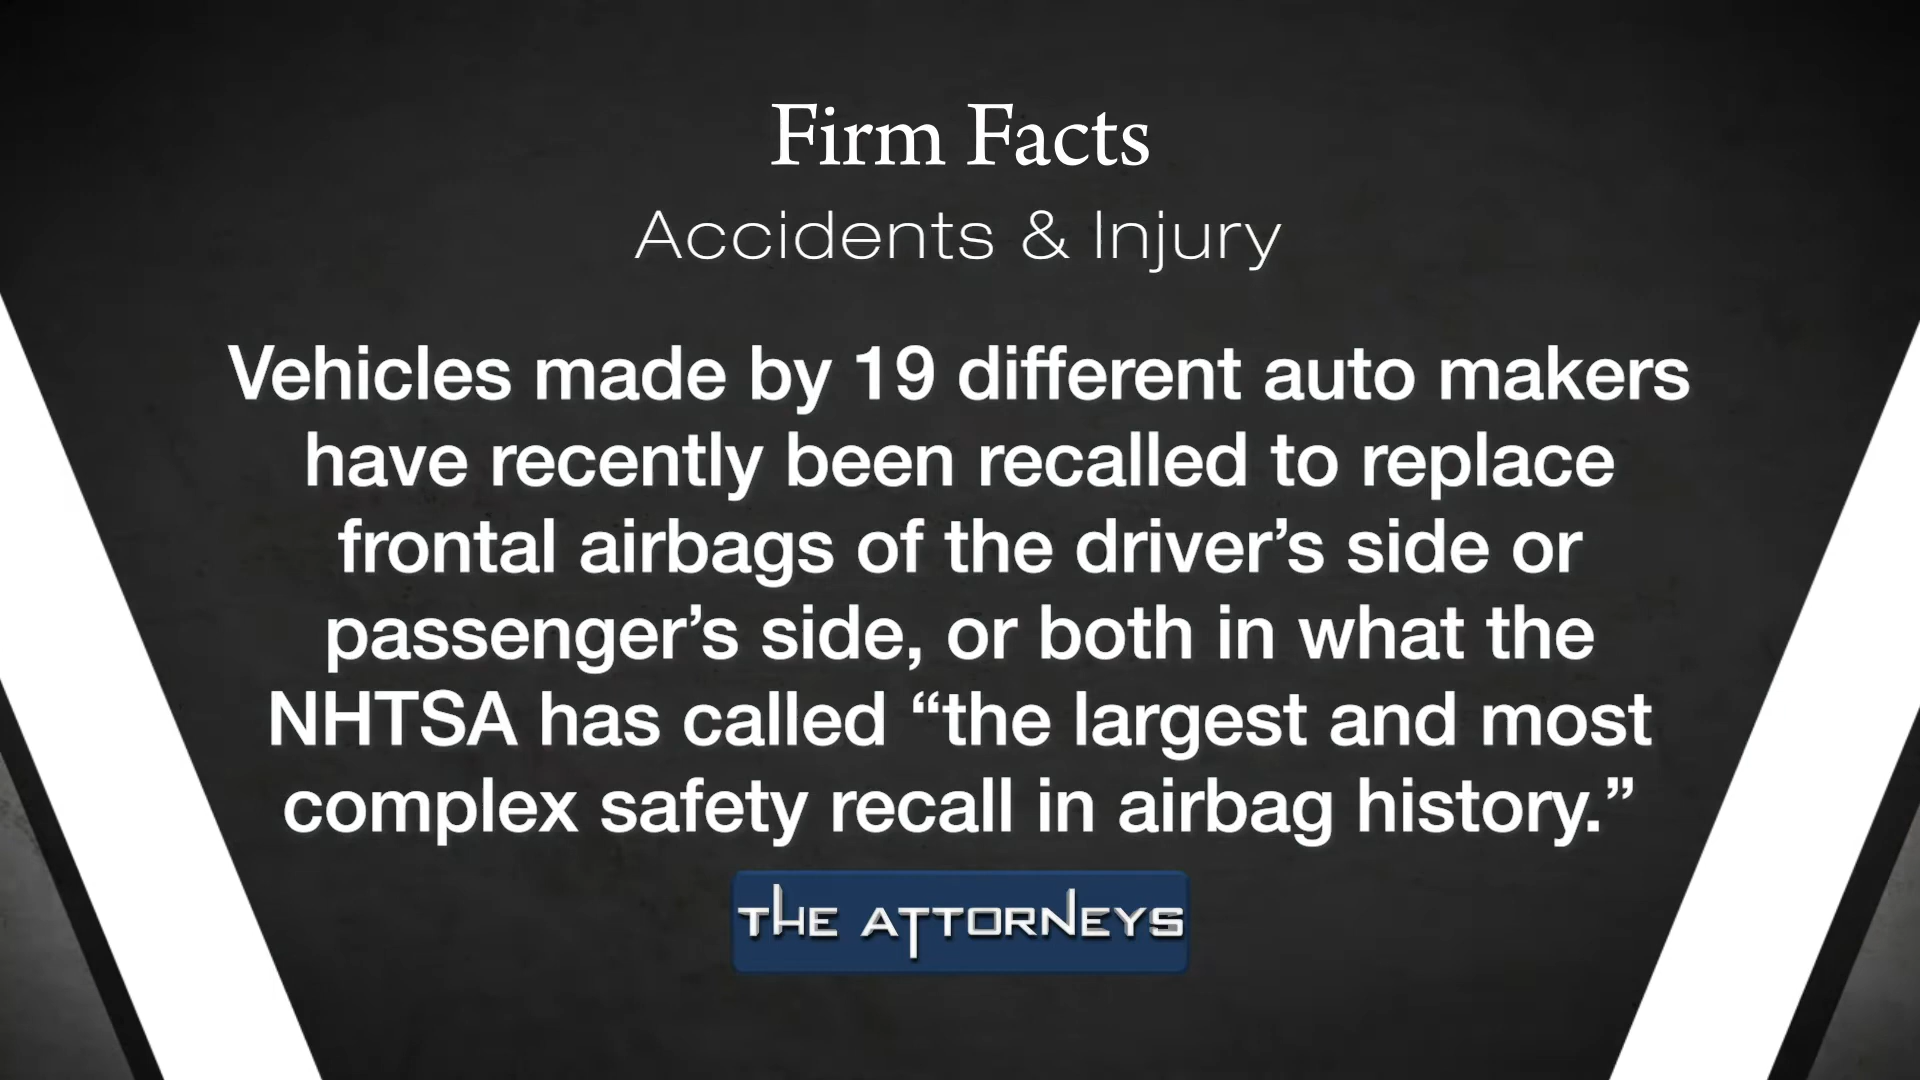 Firm Facts
Accidents & Injury
Vehicles made by 19 different auto makers
have recently been recalled to replace
frontal airbags of the driver’s side or
passenger’s side, or both in what the
NHTSA has called “the largest and most
complex safety recall in airbag history.”
THE ATTORNEYS